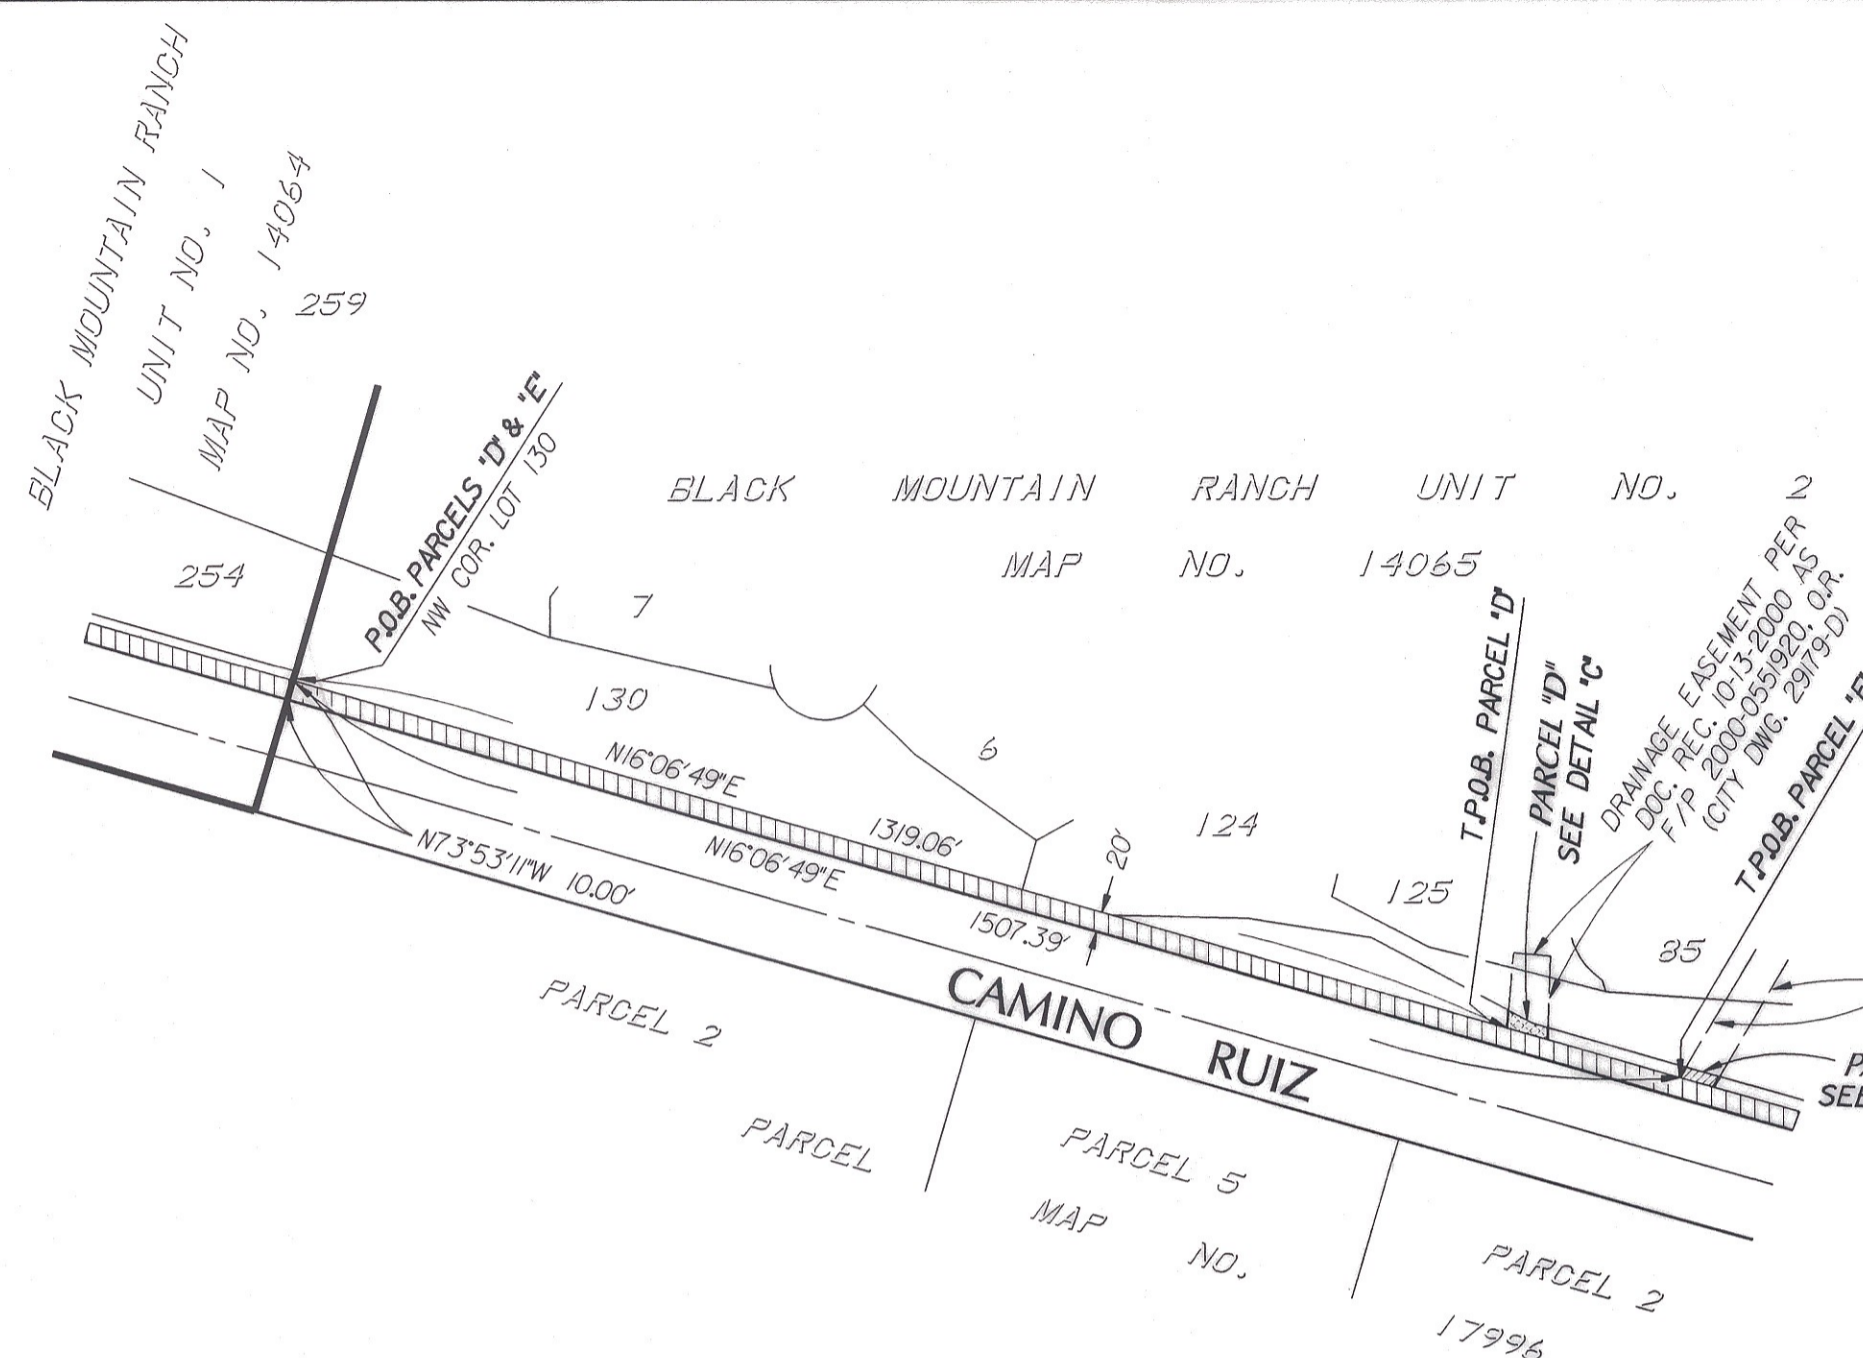 BLACK MOUNTAIN RANCH
UNIT NO. 1
MAP NO. 14064
259
254
P.O.B. PARCELS "D" & "E"
NW COR. LOT 130
BLACK MOUNTAIN RANCH UNIT NO. 2
MAP NO. 14065
7
130
6
124
125
85
N16°06'49"E
1319.06'
N16°06'49"E
1507.39'
20'
N73°53'11"W 10.00'
T.P.O.B. PARCEL "D"
PARCEL "D"
SEE DETAIL "C"
DRAINAGE EASEMENT PER
DOC. REC. 10-13-2000 AS
F/P 2000-0551920, O.R.
(CITY DWG. 29179-D)
T.P.O.B. PARCEL "E"
CAMINO RUIZ
PARCEL 2
PARCEL
PARCEL 5
MAP
NO.
PARCEL 2
17996
SEE